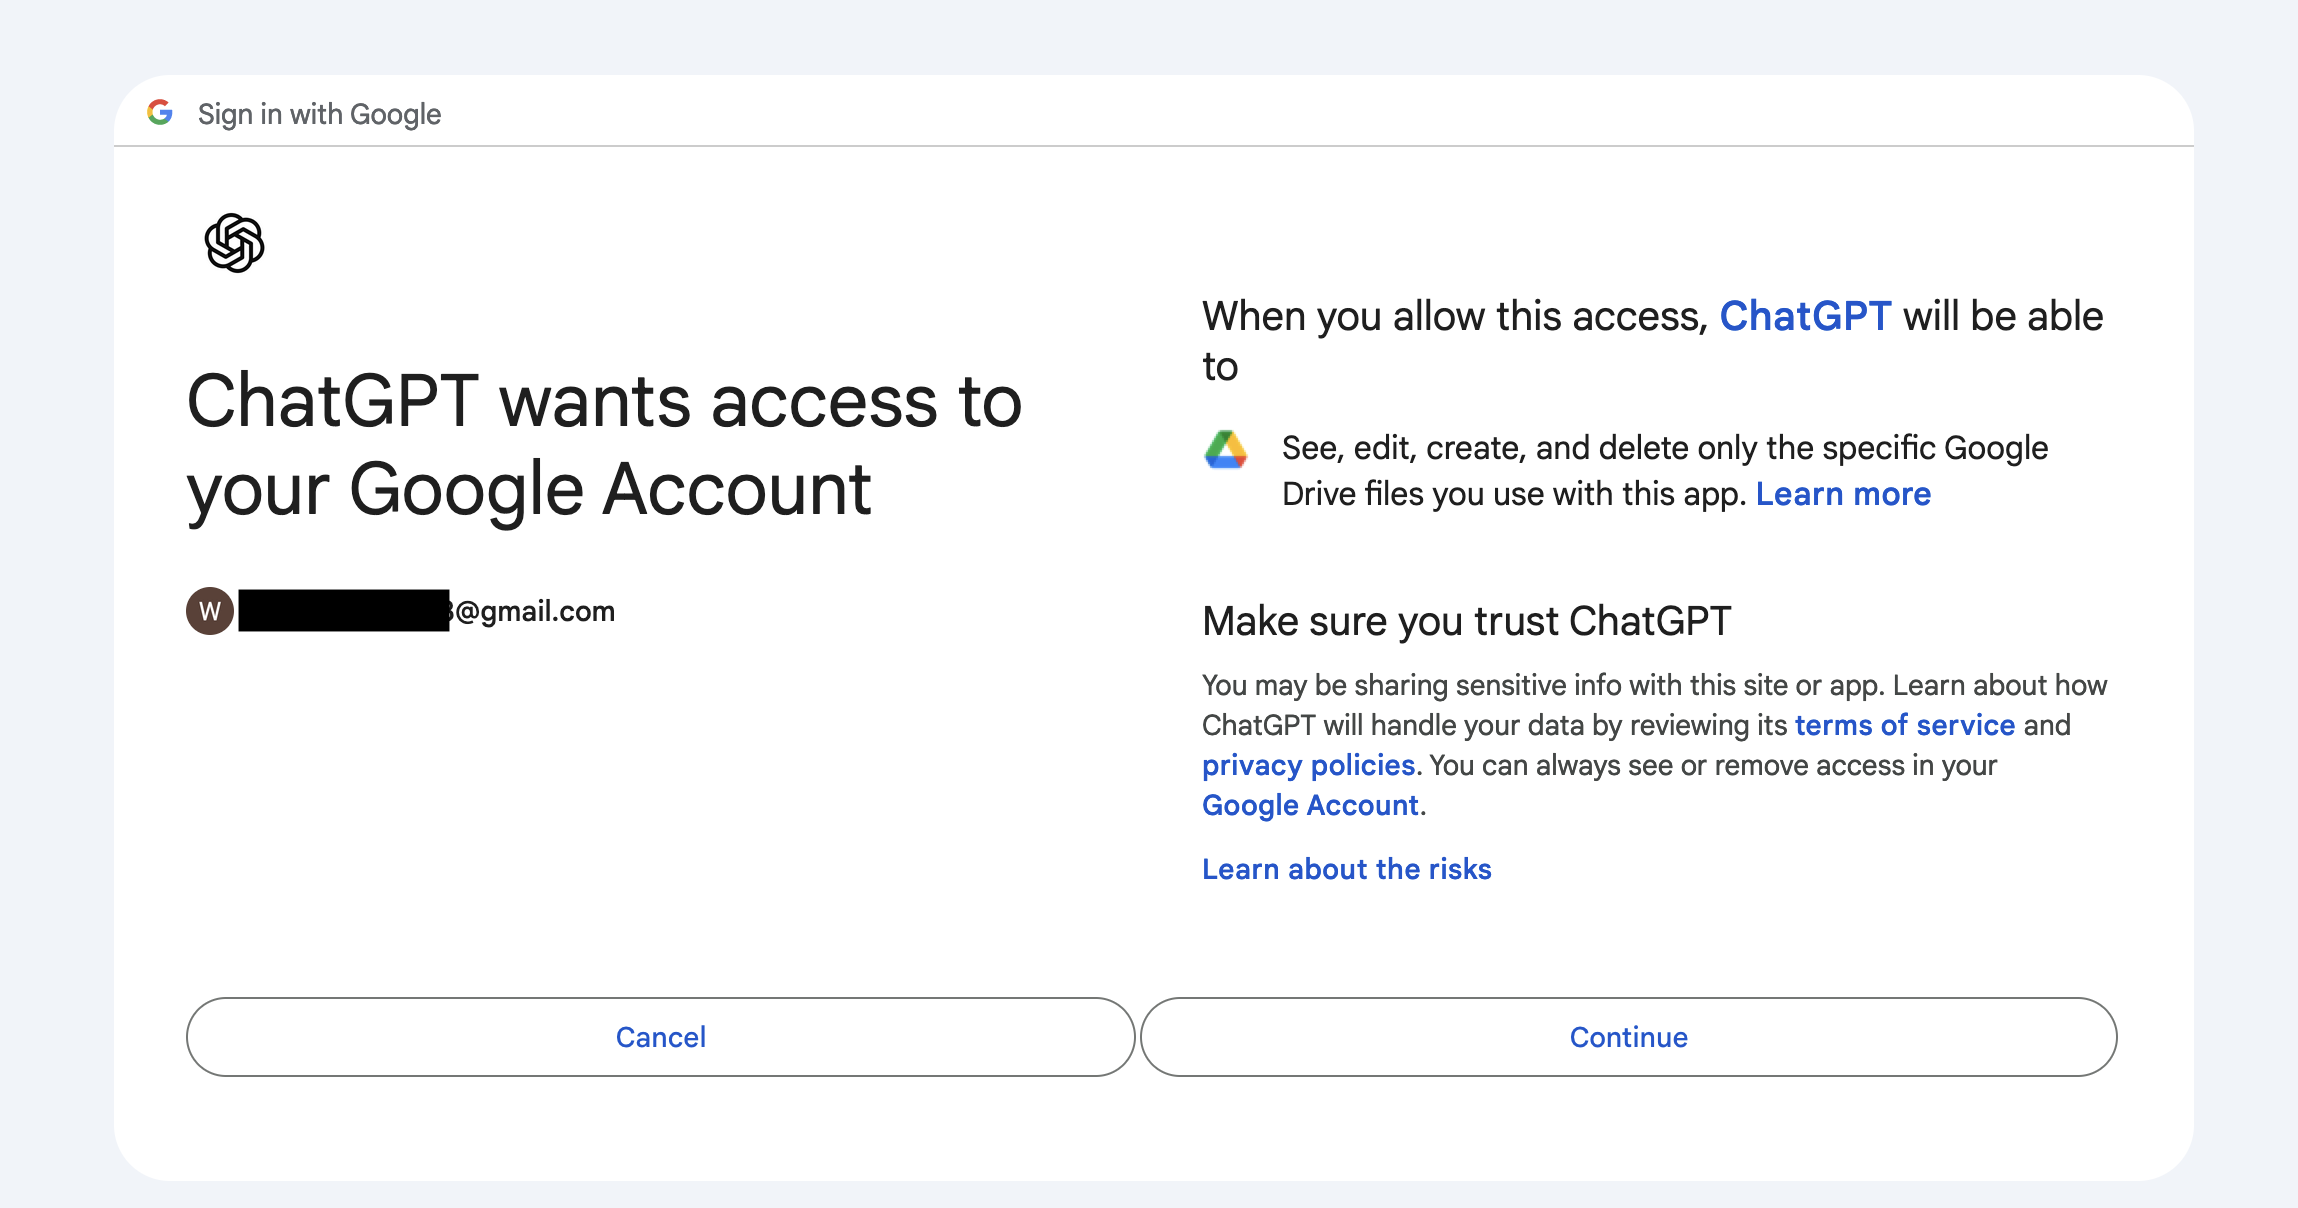 Sign in with Google
ChatGPT wants access to
your Google Account
W
@gmail.com
When you allow this access, ChatGPT will be able
to
See, edit, create, and delete only the specific Google
Drive files you use with this app. Learn more
Make sure you trust ChatGPT
You may be sharing sensitive info with this site or app. Learn about how
ChatGPT will handle your data by reviewing its terms of service and
privacy policies. You can always see or remove access in your
Google Account.
Learn about the risks
Cancel
Continue